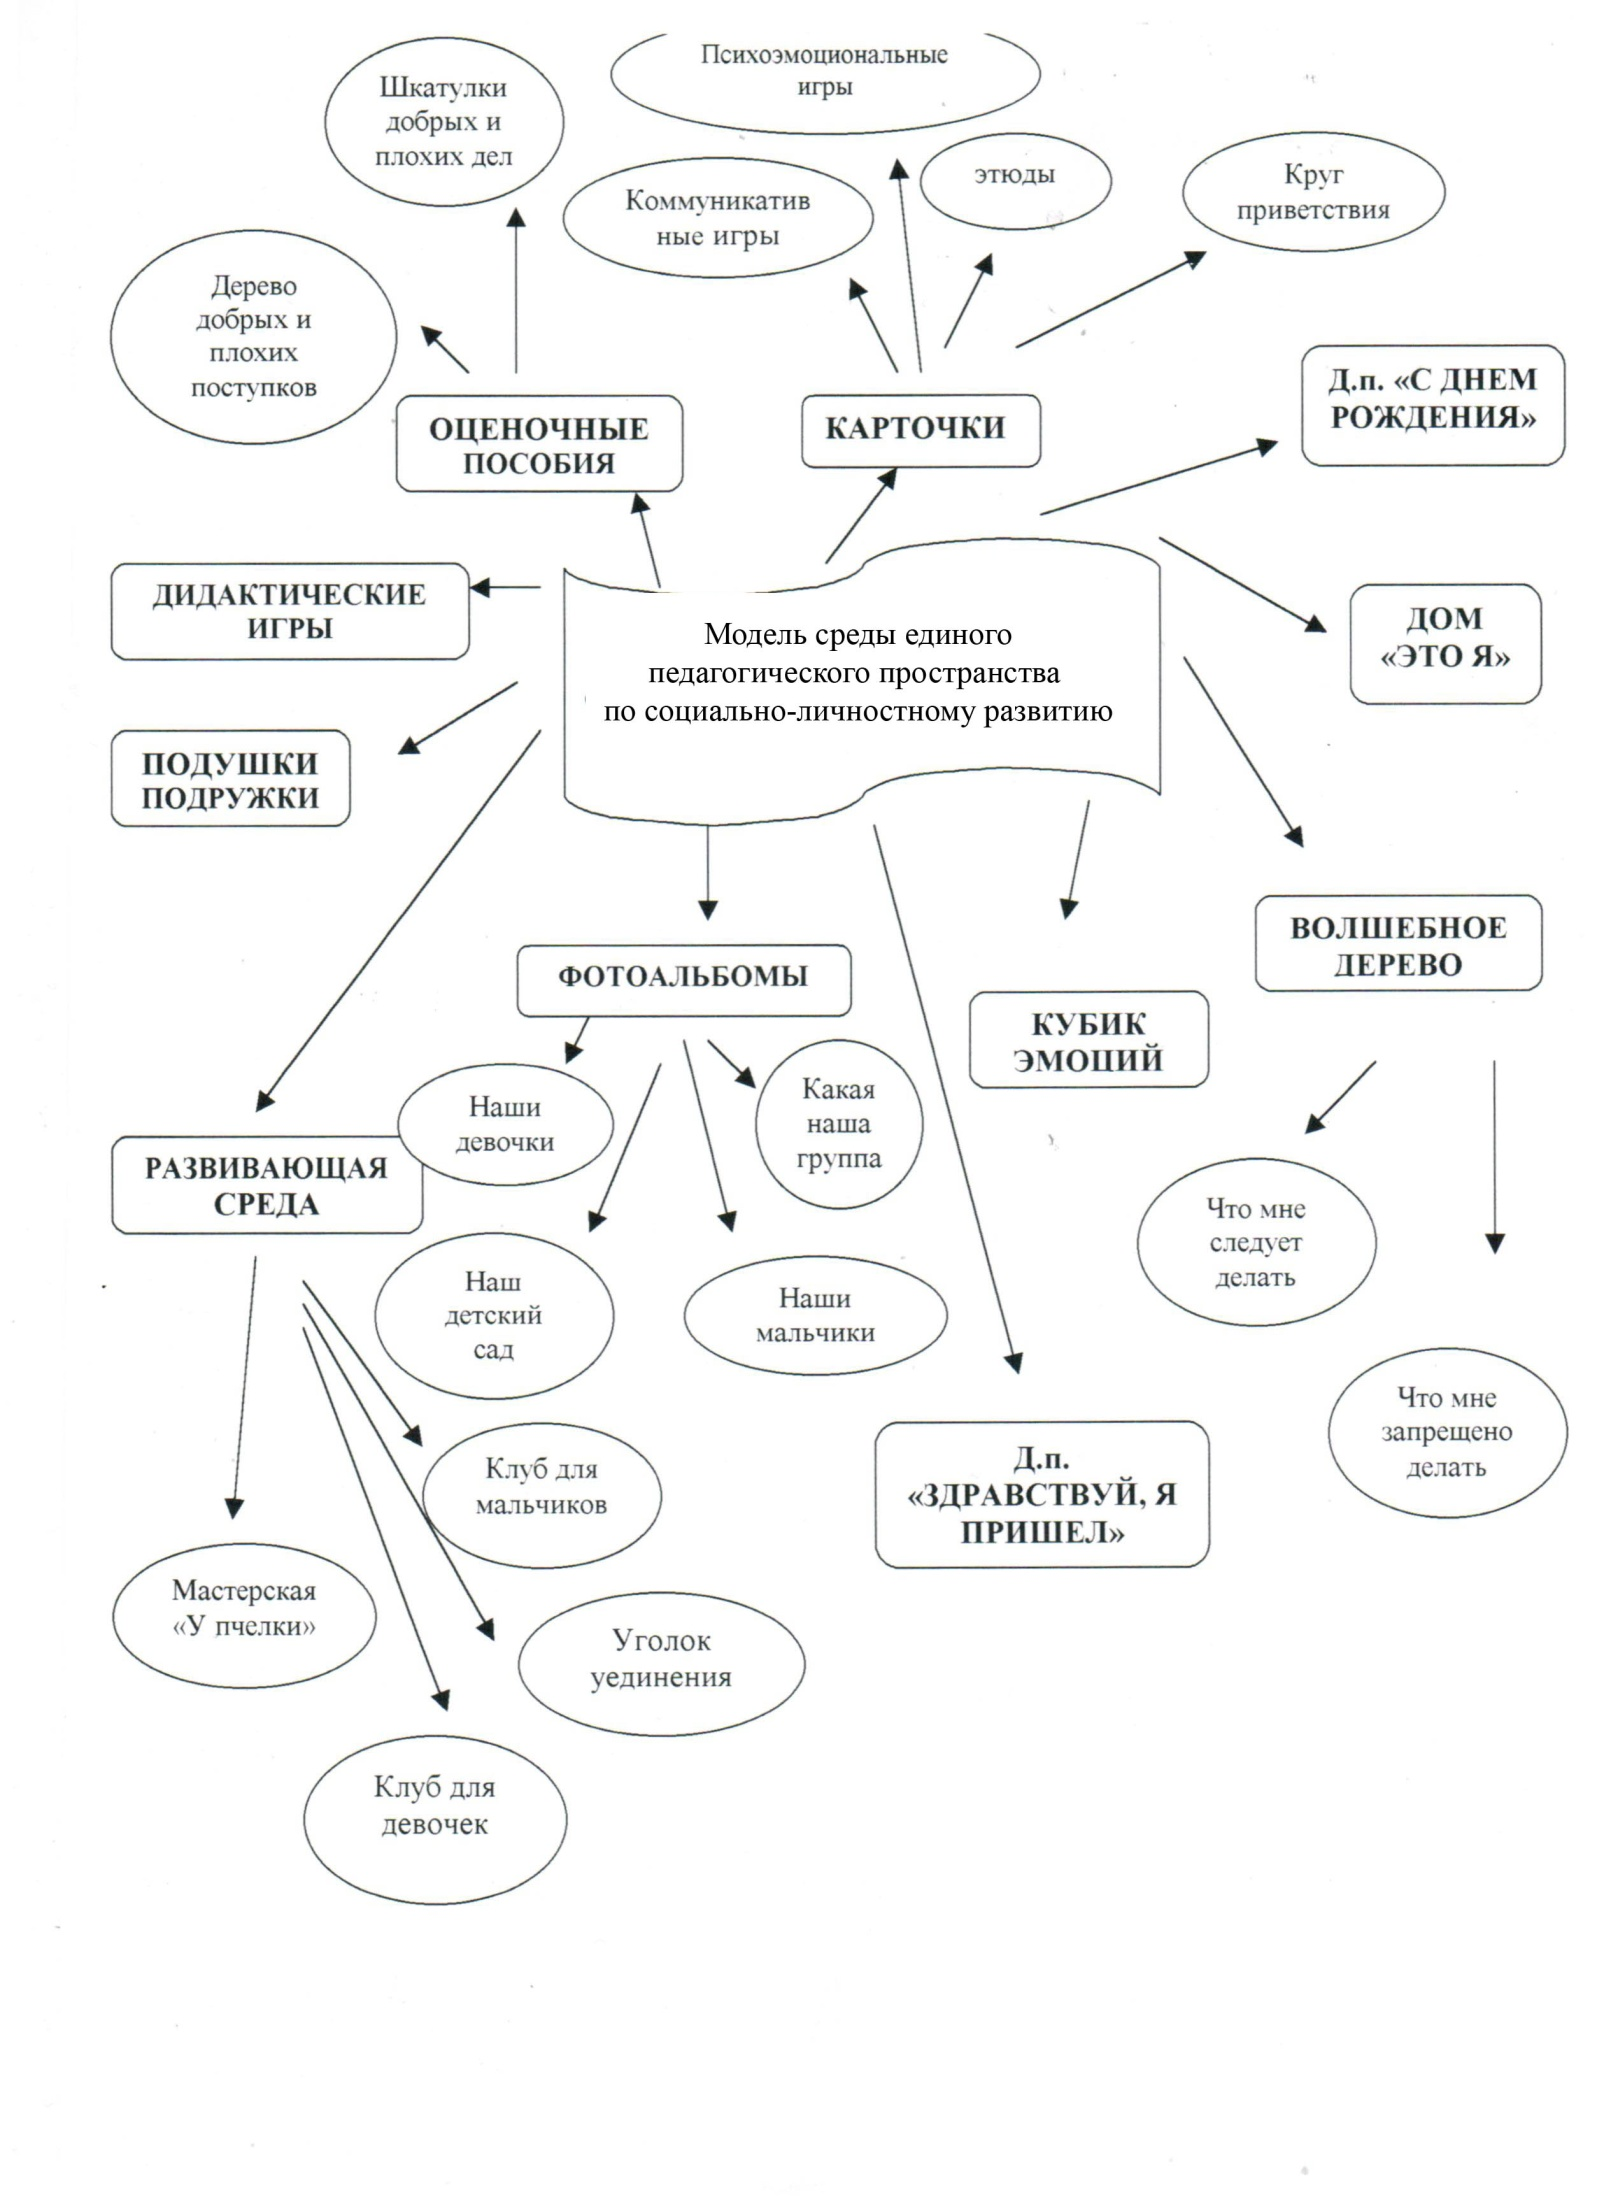 Психоэмоциональные
игры
Шкатулки
добрых и
плохих дел
этюды
Круг
приветствия
Коммуникатив
ные игры
Дерево
добрых и
плохих
поступков
Д.п. «С ДНЕМ
РОЖДЕНИЯ»
ОЦЕНОЧНЫЕ
ПОСОБИЯ
КАРТОЧКИ
ДИДАКТИЧЕСКИЕ
ИГРЫ
Модель среды единого
педагогического пространства
по социально-личностному развитию
ДОМ
«ЭТО Я»
ПОДУШКИ
ПОДРУЖКИ
ВОЛШЕБНОЕ
ДЕРЕВО
ФОТОАЛЬБОМЫ
КУБИК
ЭМОЦИЙ
Наши
девочки
Какая
наша
группа
РАЗВИВАЮЩАЯ
СРЕДА
Что мне
следует
делать
Наш
детский
сад
Наши
мальчики
Что мне
запрещено
делать
Клуб для
мальчиков
Д.п.
«ЗДРАВСТВУЙ, Я
ПРИШЕЛ»
Мастерская
«У пчелки»
Уголок
уединения
Клуб для
девочек